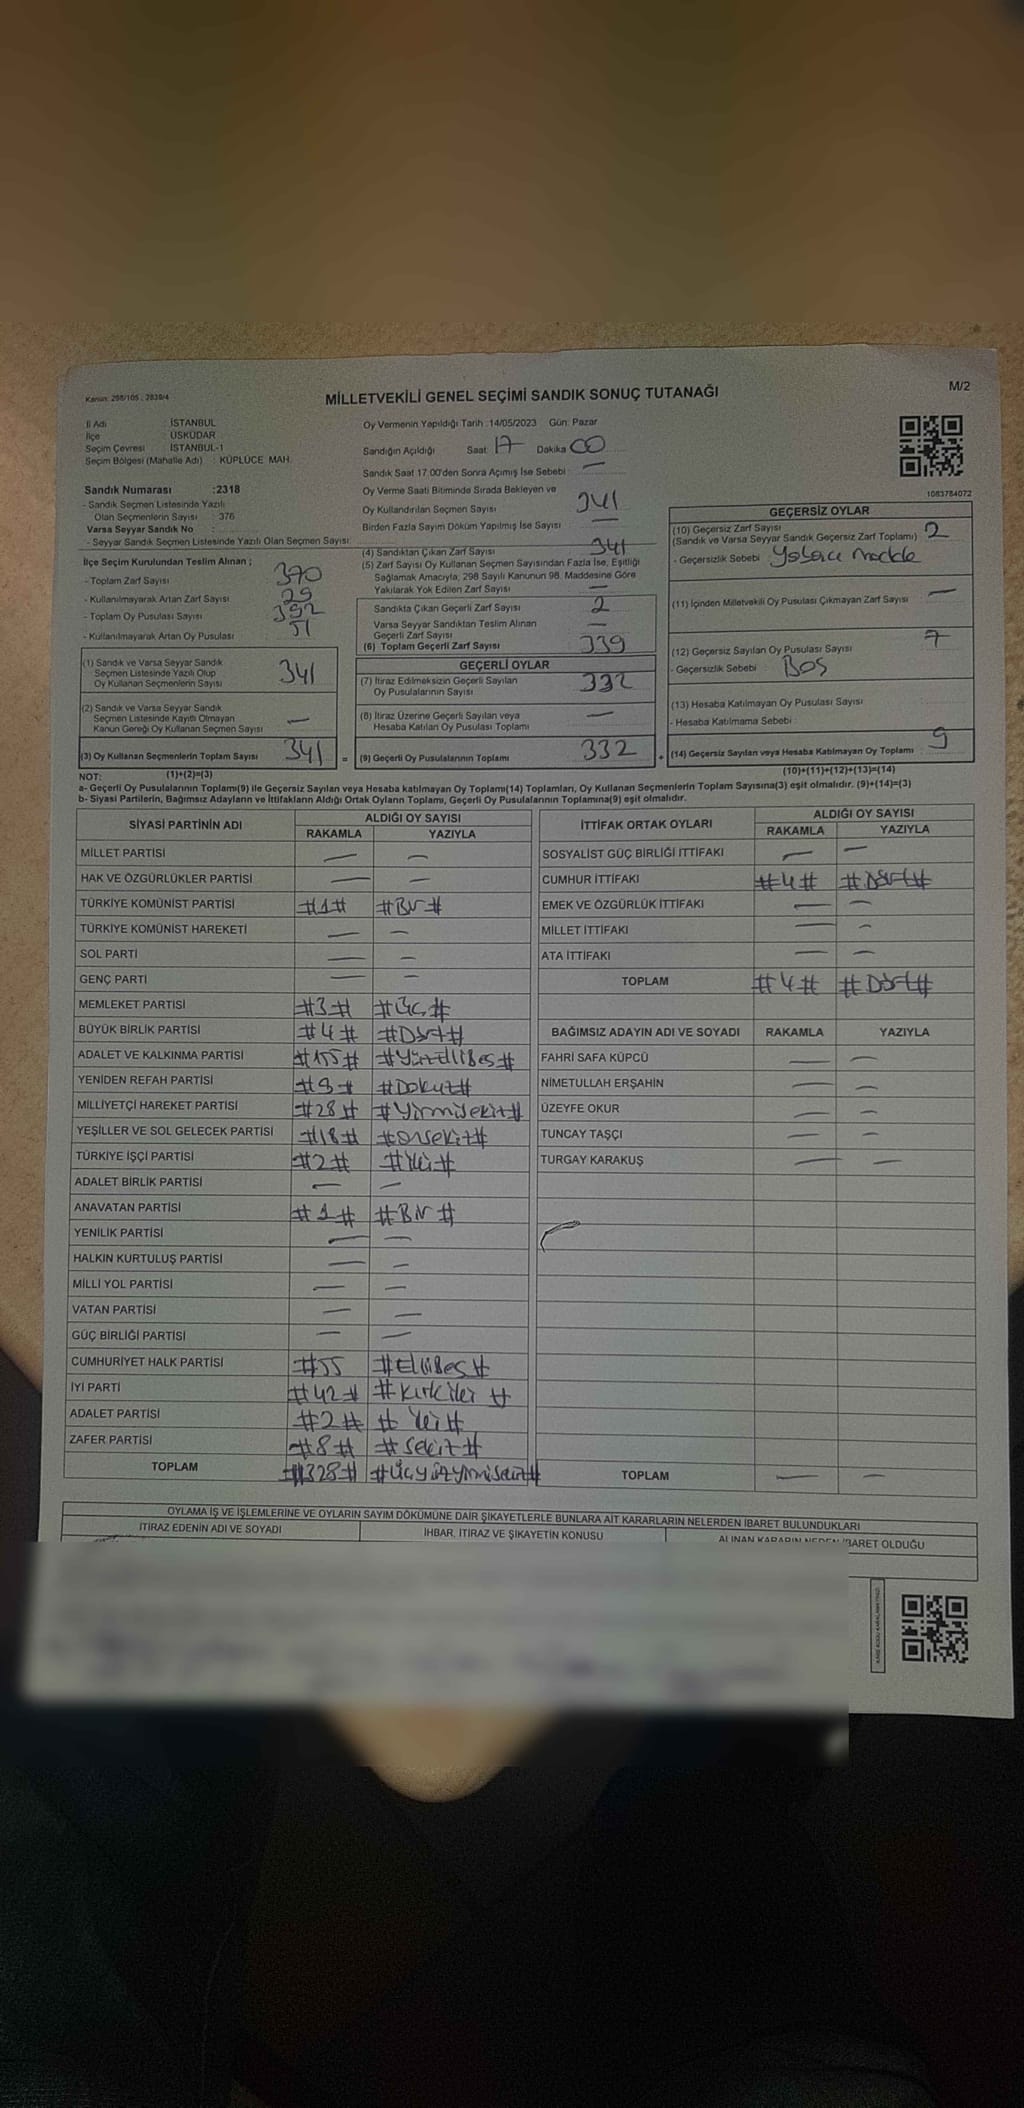 Kanun: 298/105 , 2839/4
MİLLETVEKİLİ GENEL SEÇİMİ SANDIK SONUÇ TUTANAĞI
M/2
İl Adı : İSTANBUL
İlçe : ÜSKÜDAR
Seçim Çevresi : İSTANBUL-1
Seçim Bölgesi (Mahalle Adı) : KÜPLÜCE MAH.
Sandık Numarası :2318
- Sandık Seçmen Listesinde Yazılı
Olan Seçmenlerin Sayısı : 376
Varsa Seyyar Sandık No :
- Seyyar Sandık Seçmen Listesinde Yazılı Olan Seçmen Sayısı:
Oy Vermenin Yapıldığı Tarih :14/05/2023 Gün: Pazar
Sandığın Açıldığı Saat: 17 Dakika 00
Sandık Saat 17.00'den Sonra Açımış İse Sebebi : —
Oy Verme Saati Bitiminde Sırada Bekleyen ve
Oy Kullandırılan Seçmen Sayısı 341
Birden Fazla Sayım Döküm Yapılmış İse Sayısı —
1083784072
İlçe Seçim Kurulundan Teslim Alınan ;
- Toplam Zarf Sayısı : 370
- Kullanılmayarak Artan Zarf Sayısı : 29
- Toplam Oy Pusulası Sayısı : 392
- Kullanılmayarak Artan Oy Pusulası : 51
(1) Sandık ve Varsa Seyyar Sandık
Seçmen Listesinde Yazılı Olup
Oy Kullanan Seçmenlerin Sayısı 341
(2) Sandık ve Varsa Seyyar Sandık
Seçmen Listesinde Kayıtlı Olmayan
Kanun Gereği Oy Kullanan Seçmen Sayısı —
(3) Oy Kullanan Seçmenlerin Toplam Sayısı 341 =
(4) Sandıktan Çıkan Zarf Sayısı 341
(5) Zarf Sayısı Oy Kullanan Seçmen Sayısından Fazla İse, Eşitliği
Sağlamak Amacıyla, 298 Sayılı Kanunun 98. Maddesine Göre
Yakılarak Yok Edilen Zarf Sayısı —
Sandıkta Çıkan Geçerli Zarf Sayısı 2
Varsa Seyyar Sandıktan Teslim Alınan
Geçerli Zarf Sayısı —
(6) Toplam Geçerli Zarf Sayısı 339
GEÇERLİ OYLAR
(7) İtiraz Edilmeksizin Geçerli Sayılan
Oy Pusulalarının Sayısı 332
(8) İtiraz Üzerine Geçerli Sayılan veya
Hesaba Katılan Oy Pusulası Toplamı —
(9) Geçerli Oy Pusulalarının Toplamı 332 +
GEÇERSİZ OYLAR
(10) Geçersiz Zarf Sayısı 2
(Sandık ve Varsa Seyyar Sandık Geçersiz Zarf Toplamı)
- Geçersizlik Sebebi : Yabancı madde
(11) İçinden Milletvekili Oy Pusulası Çıkmayan Zarf Sayısı —
(12) Geçersiz Sayılan Oy Pusulası Sayısı 7
- Geçersizlik Sebebi : Boş
(13) Hesaba Katılmayan Oy Pusulası Sayısı
- Hesaba Katılmama Sebebi :
(14) Geçersiz Sayılan veya Hesaba Katılmayan Oy Toplamı 9
NOT: (1)+(2)=(3)
(10)+(11)+(12)+(13)=(14)
a- Geçerli Oy Pusulalarının Toplamı(9) ile Geçersiz Sayılan veya Hesaba katılmayan Oy Toplamı(14) Toplamları, Oy Kullanan Seçmenlerin Toplam Sayısına(3) eşit olmalıdır. (9)+(14)=(3)
b- Siyasi Partilerin, Bağımsız Adayların ve İttifakların Aldığı Ortak Oyların Toplamı, Geçerli Oy Pusulalarının Toplamına(9) eşit olmalıdır.
SİYASİ PARTİNİN ADI
ALDIĞI OY SAYISI
RAKAMLA YAZIYLA
MİLLET PARTİSİ — —
HAK VE ÖZGÜRLÜKLER PARTİSİ — —
TÜRKİYE KOMÜNİST PARTİSİ #1# #Bir#
TÜRKİYE KOMÜNİST HAREKETİ — —
SOL PARTİ — —
GENÇ PARTİ — —
MEMLEKET PARTİSİ #3# #Üç#
BÜYÜK BİRLİK PARTİSİ #4# #Dört#
ADALET VE KALKINMA PARTİSİ #155# #Yüzellibeş#
YENİDEN REFAH PARTİSİ #9# #Dokuz#
MİLLİYETÇİ HAREKET PARTİSİ #28# #Yirmisekiz#
YEŞİLLER VE SOL GELECEK PARTİSİ #18# #onsekiz#
TÜRKİYE İŞÇİ PARTİSİ #2# #iki#
ADALET BİRLİK PARTİSİ — —
ANAVATAN PARTİSİ #1# #Bir#
YENİLİK PARTİSİ — —
HALKIN KURTULUŞ PARTİSİ — —
MİLLİ YOL PARTİSİ — —
VATAN PARTİSİ — —
GÜÇ BİRLİĞİ PARTİSİ — —
CUMHURİYET HALK PARTİSİ #55 #Ellibeş#
İYİ PARTİ #42# #kırkiki#
ADALET PARTİSİ #2# #iki#
ZAFER PARTİSİ #8# #sekiz#
TOPLAM #328# #üçyüzyirmisekiz#
İTTİFAK ORTAK OYLARI
ALDIĞI OY SAYISI
RAKAMLA YAZIYLA
SOSYALİST GÜÇ BİRLİĞİ İTTİFAKI — —
CUMHUR İTTİFAKI #4# #Dört#
EMEK VE ÖZGÜRLÜK İTTİFAKI — —
MİLLET İTTİFAKI — —
ATA İTTİFAKI — —
TOPLAM #4# #Dört#
BAĞIMSIZ ADAYIN ADI VE SOYADI RAKAMLA YAZIYLA
FAHRİ SAFA KÜPCÜ — —
NİMETULLAH ERŞAHİN — —
ÜZEYFE OKUR — —
TUNCAY TAŞÇI — —
TURGAY KARAKUŞ — —
TOPLAM — —
OYLAMA İŞ VE İŞLEMLERİNE VE OYLARIN SAYIM DÖKÜMÜNE DAİR ŞİKAYETLERLE BUNLARA AİT KARARLARIN NELERDEN İBARET BULUNDUKLARI
İTİRAZ EDENİN ADI VE SOYADI İHBAR, İTİRAZ VE ŞİKAYETİN KONUSU ALINAN KARARIN NEDEN İBARET OLDUĞU